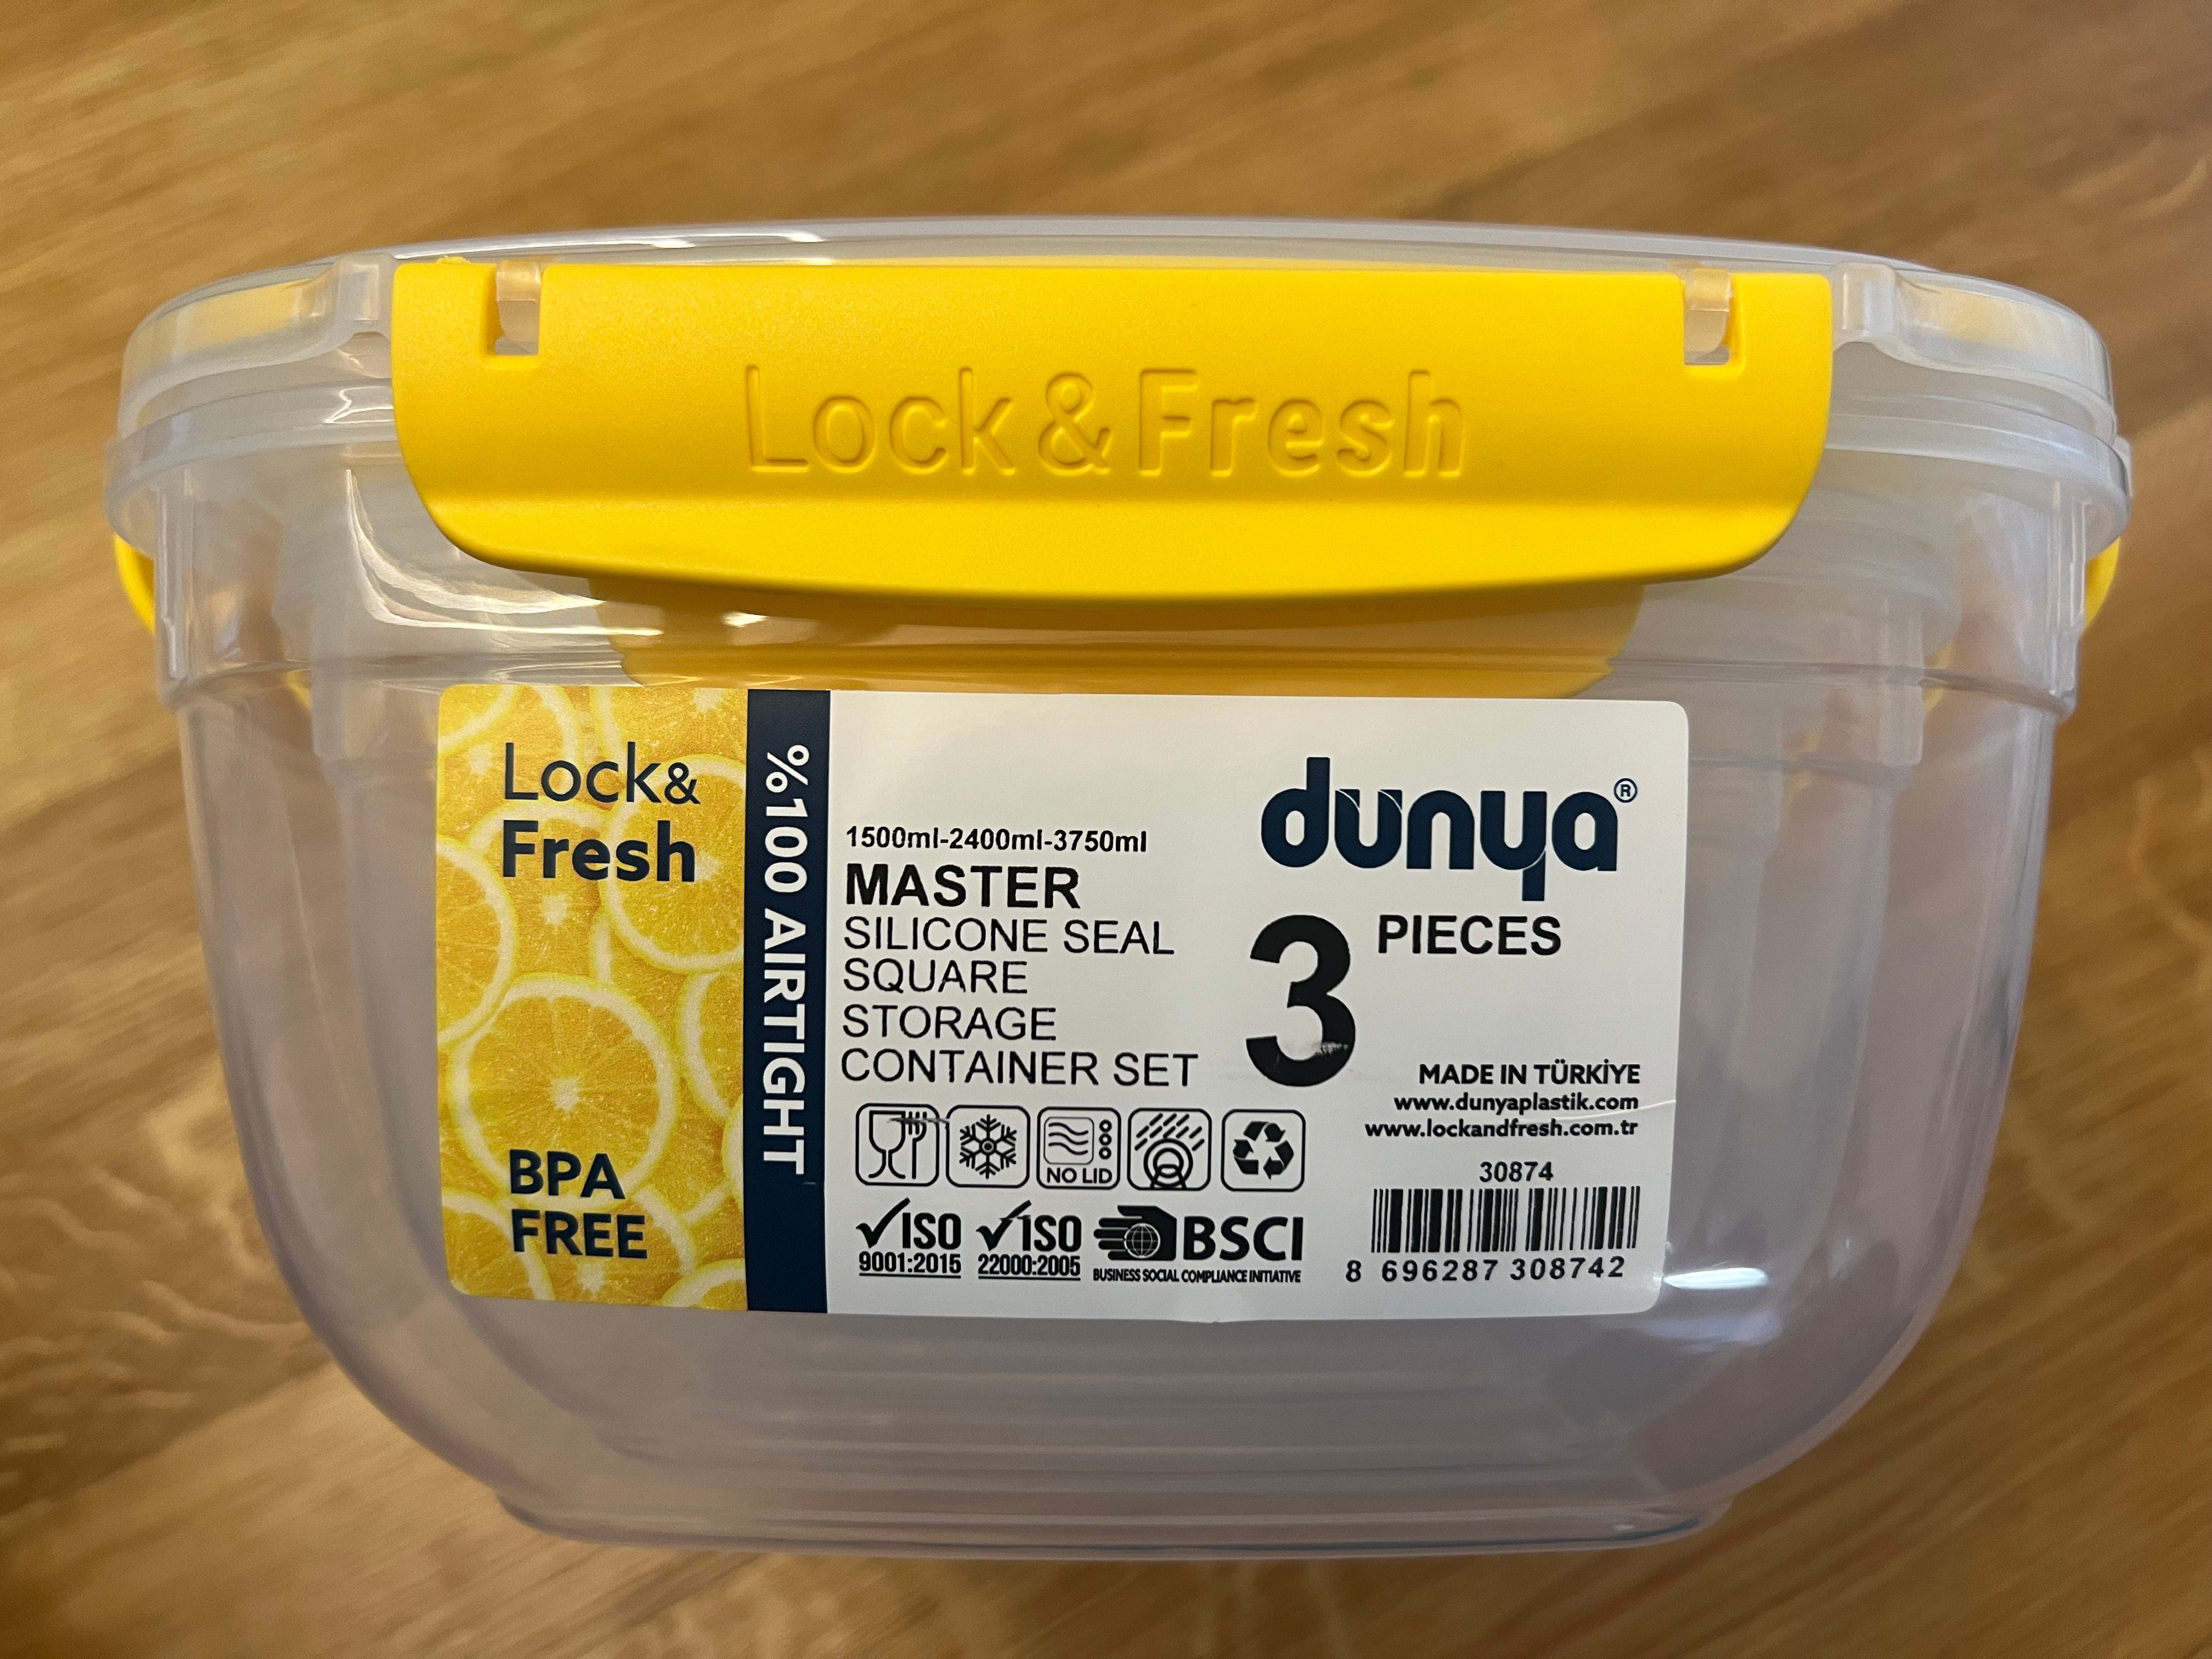 Lock & Fresh
Lock&
Fresh
BPA
FREE
%100 AIRTIGHT
1500ml-2400ml-3750ml
MASTER
SILICONE SEAL
SQUARE
STORAGE
CONTAINER SET
dunya®
3 PIECES
MADE IN TÜRKİYE
www.dunyaplastik.com
www.lockandfresh.com.tr
NO LID
ISO
9001:2015
ISO
22000:2005
BSCI
BUSINESS SOCIAL COMPLIANCE INITIATIVE
30874
8 696287 308742